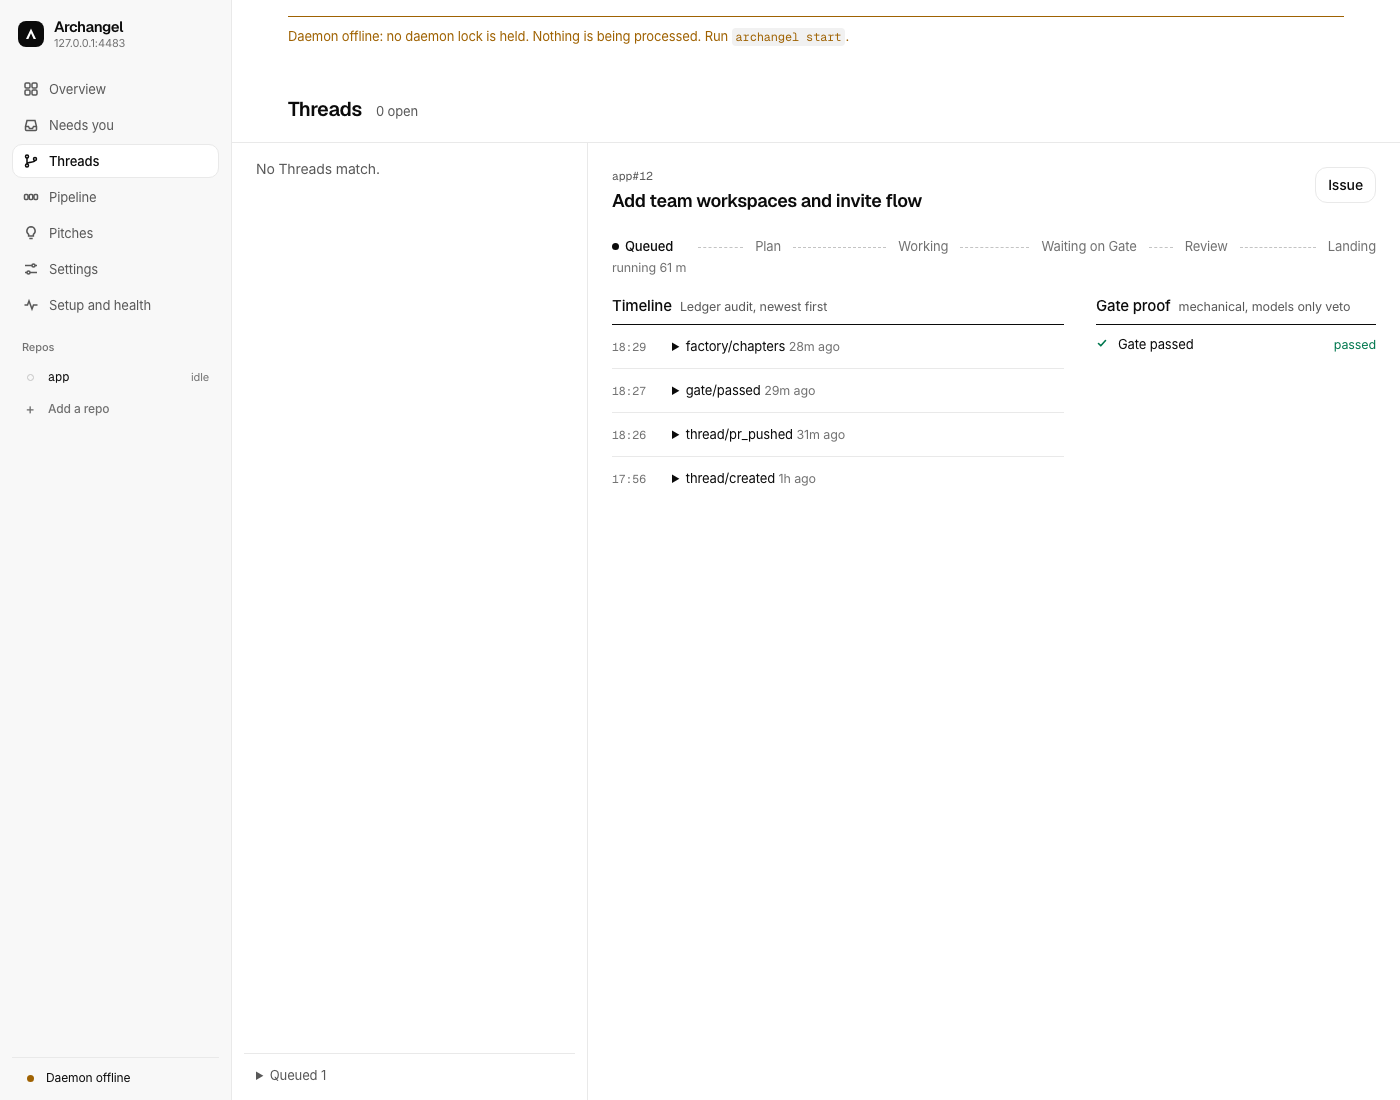 Archangel
127.0.0.1:4483
Overview
Needs you
Threads
Pipeline
Pitches
Settings
Setup and health
Repos
app idle
+ Add a repo
Daemon offline
Daemon offline: no daemon lock is held. Nothing is being processed. Run archangel start.
Threads 0 open
No Threads match.
Queued 1
app#12
Add team workspaces and invite flow
Issue
Queued Plan Working Waiting on Gate Review Landing
running 61 m
Timeline Ledger audit, newest first
18:29 factory/chapters 28m ago
18:27 gate/passed 29m ago
18:26 thread/pr_pushed 31m ago
17:56 thread/created 1h ago
Gate proof mechanical, models only veto
Gate passed passed